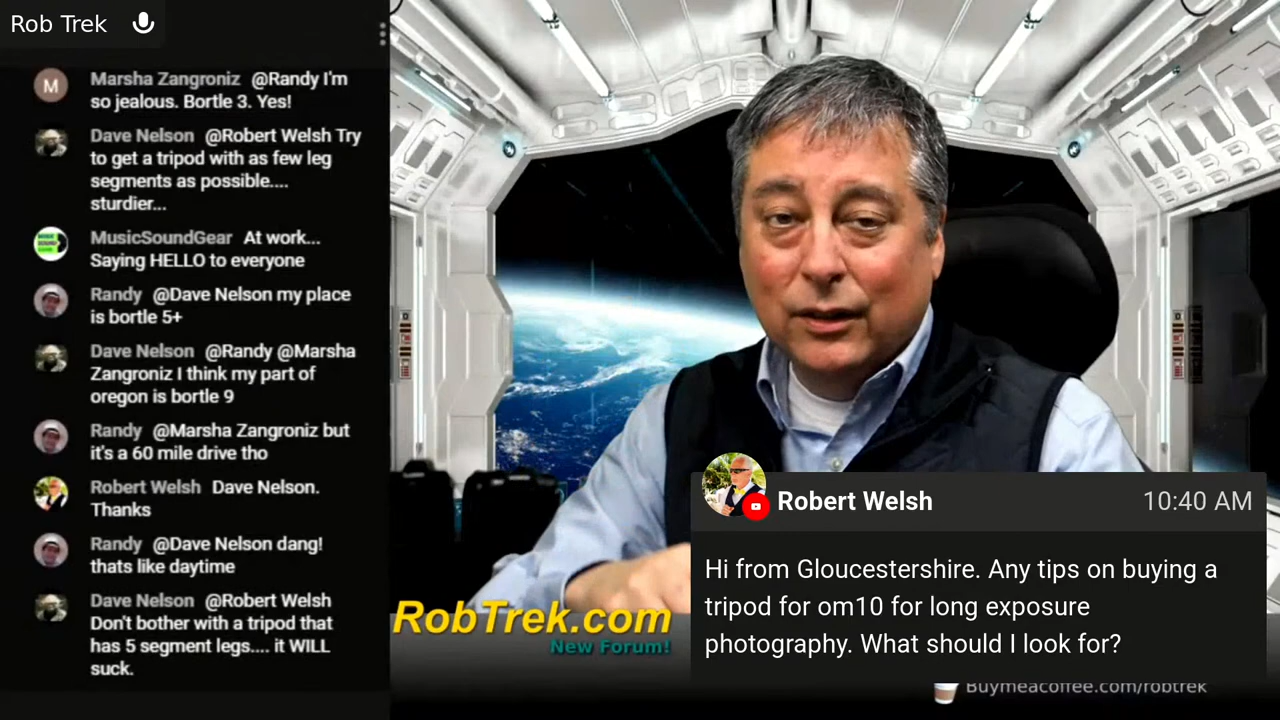 Rob Trek
Marsha Zangroniz @Randy I'm
so jealous. Bortle 3. Yes!
Dave Nelson @Robert Welsh Try
to get a tripod with as few leg
segments as possible....
sturdier...
MusicSoundGear At work...
Saying HELLO to everyone
Randy @Dave Nelson my place
is bortle 5+
Dave Nelson @Randy @Marsha
Zangroniz I think my part of
oregon is bortle 9
Randy @Marsha Zangroniz but
it's a 60 mile drive tho
Robert Welsh Dave Nelson.
Thanks
Randy @Dave Nelson dang!
thats like daytime
Dave Nelson @Robert Welsh
Don't bother with a tripod that
has 5 segment legs.... it WILL
suck.
M
RobTrek.com
New Forum!
Robert Welsh 10:40 AM
Hi from Gloucestershire. Any tips on buying a
tripod for om10 for long exposure
photography. What should I look for?
Buymeacoffee.com/robtrek